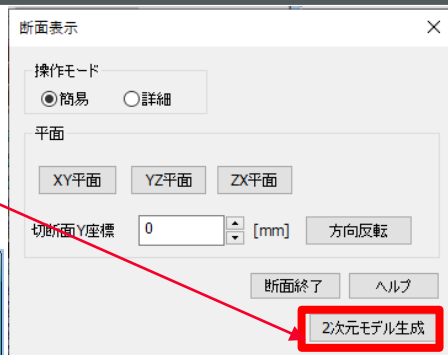 断面表示
操作モード
簡易 詳細
平面
XY平面 YZ平面 ZX平面
切断面Y座標 0 [mm] 方向反転
断面終了 ヘルプ
2次元モデル生成